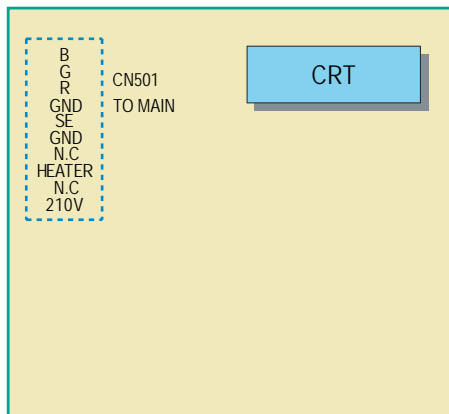 B
G
R
GND
SE
GND
N.C
HEATER
N.C
210V
CN501
TO MAIN
CRT